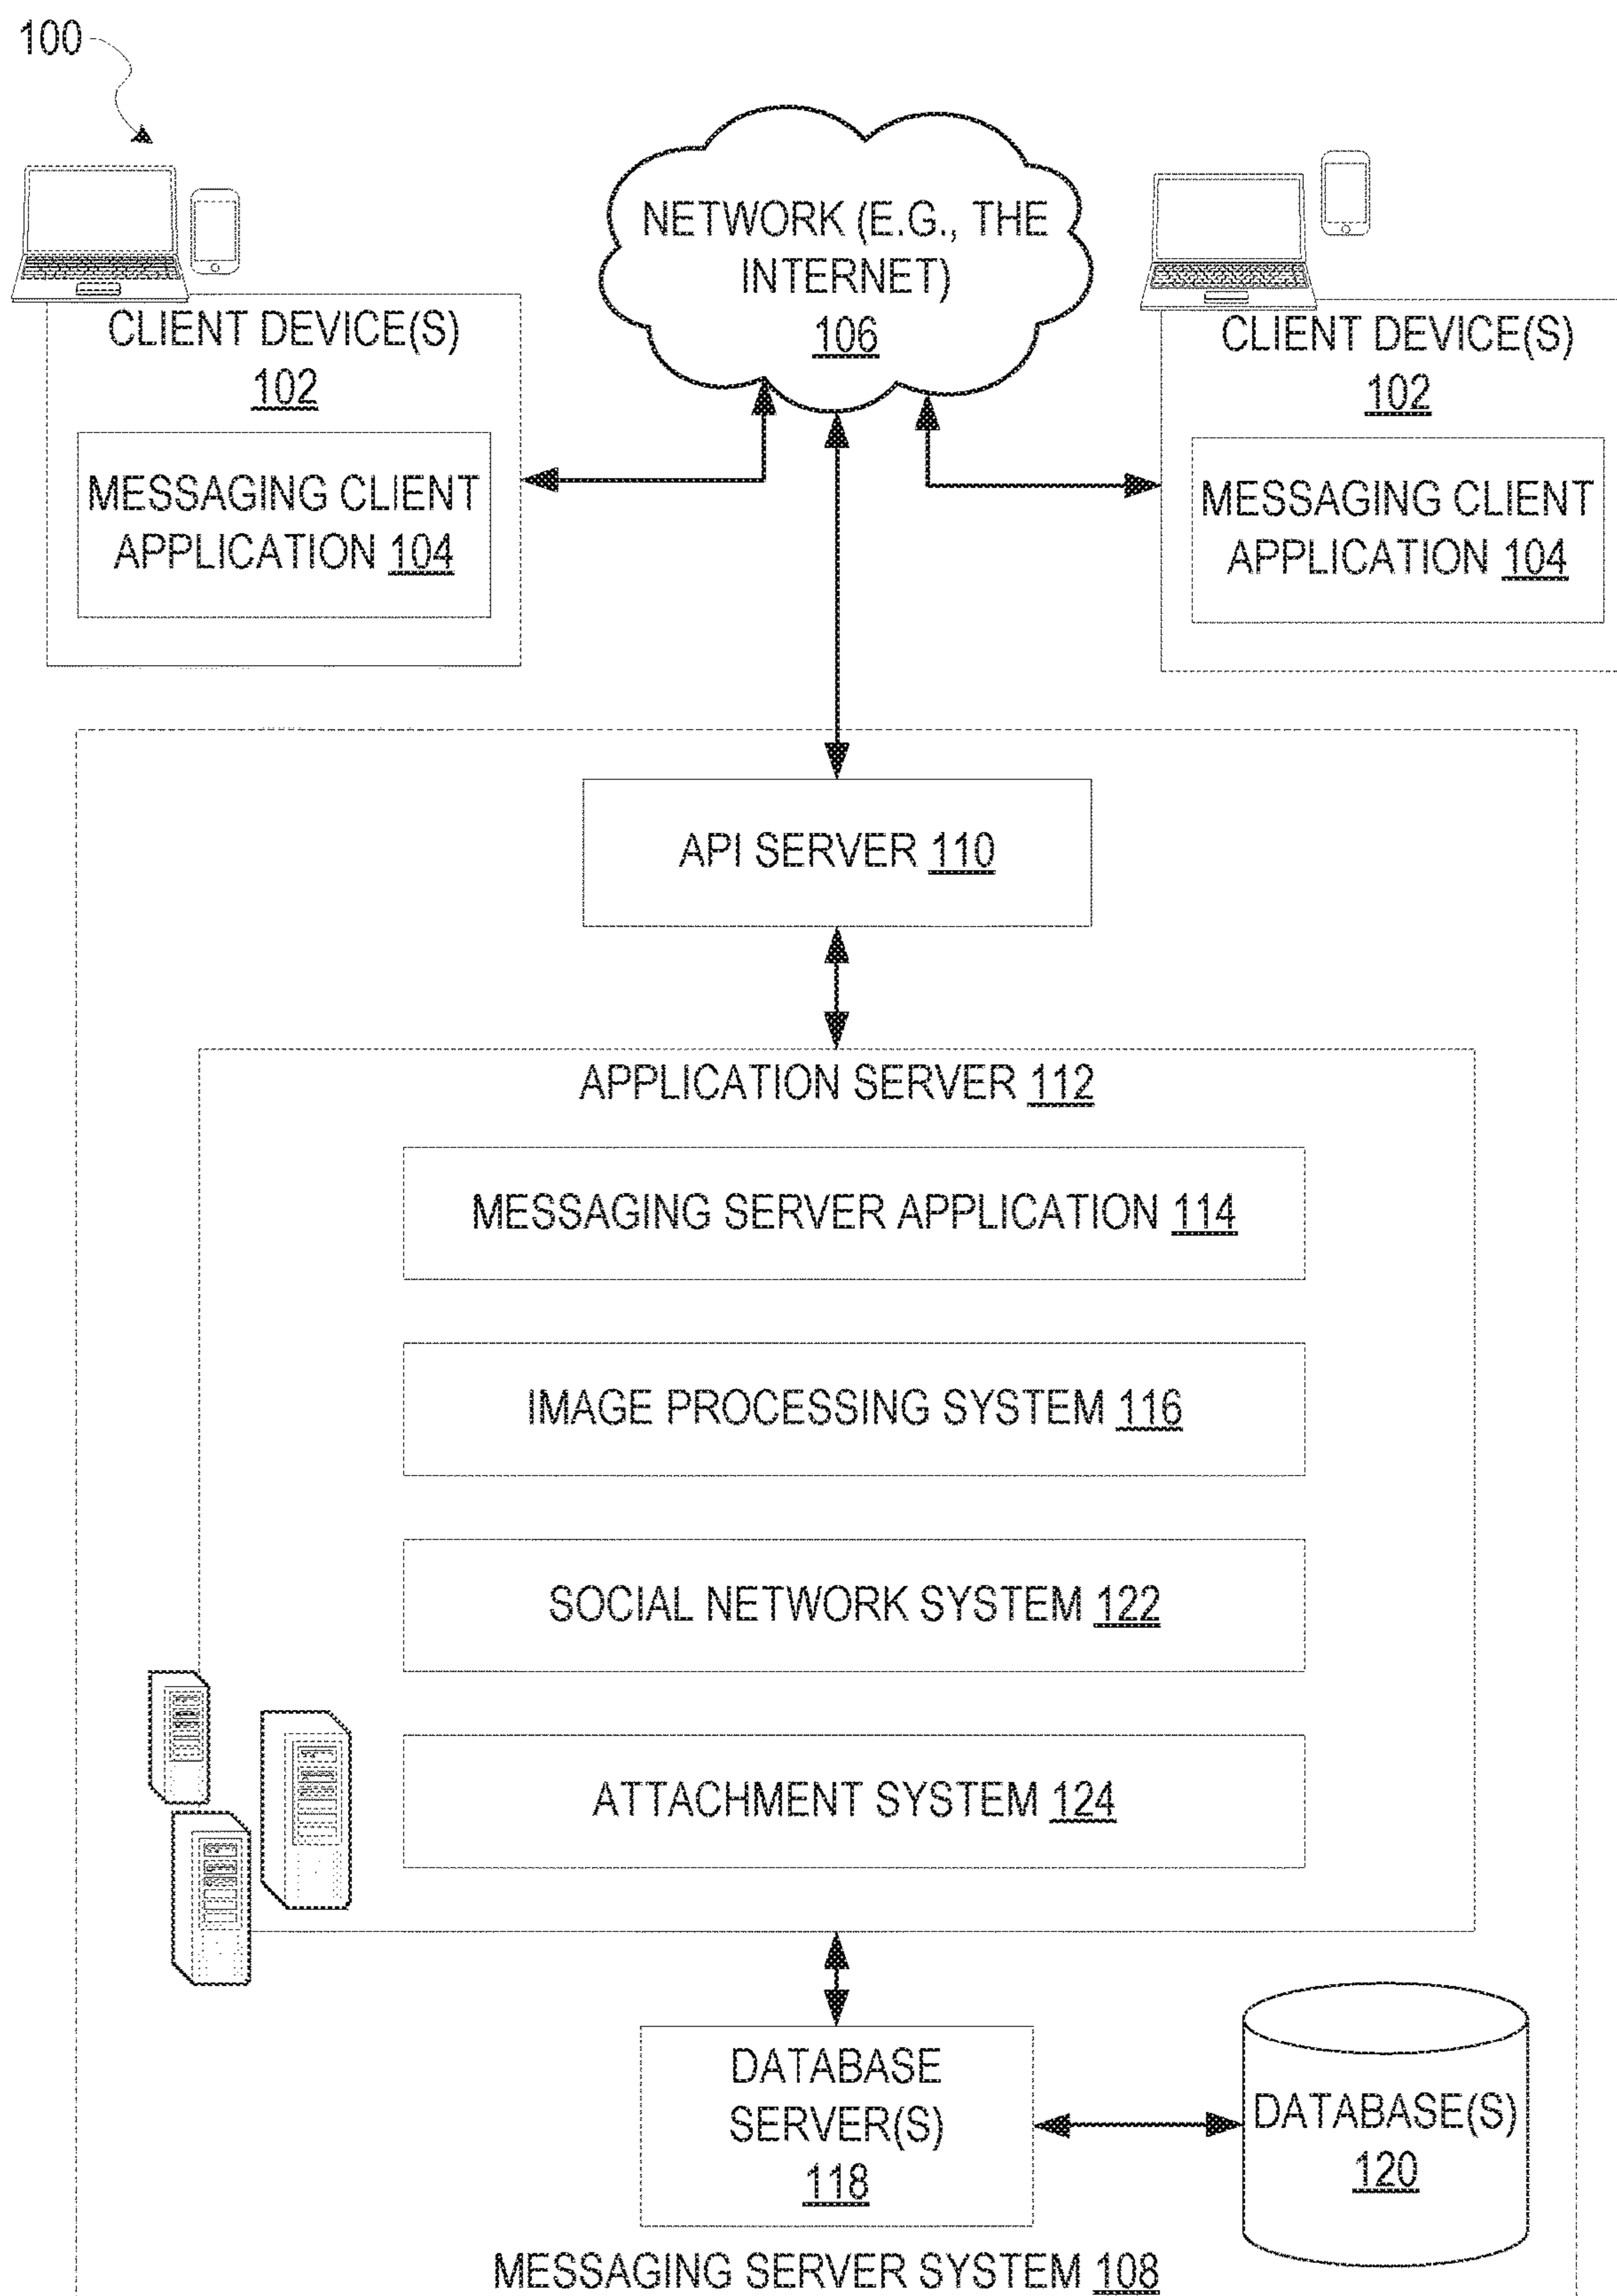 100
NETWORK (E.G., THE
INTERNET)
106
CLIENT DEVICE(S)
102
MESSAGING CLIENT
APPLICATION 104
CLIENT DEVICE(S)
102
MESSAGING CLIENT
APPLICATION 104
API SERVER 110
APPLICATION SERVER 112
MESSAGING SERVER APPLICATION 114
IMAGE PROCESSING SYSTEM 116
SOCIAL NETWORK SYSTEM 122
ATTACHMENT SYSTEM 124
DATABASE
SERVER(S)
118
DATABASE(S)
120
MESSAGING SERVER SYSTEM 108